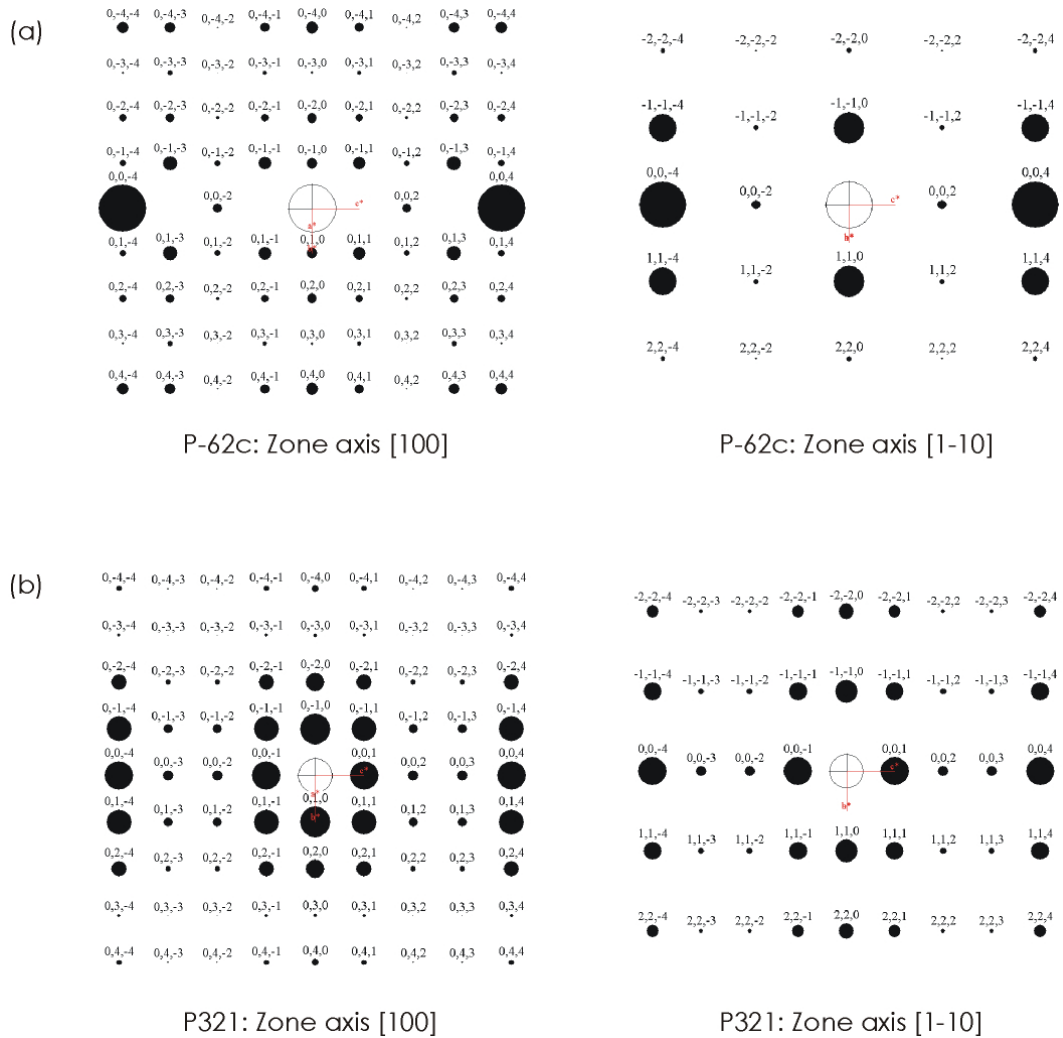 (a)
0,-4,-4 0,-4,-3 0,-4,-2 0,-4,-1 0,-4,0 0,-4,1 0,-4,2 0,-4,3 0,-4,4
0,-3,-4 0,-3,-3 0,-3,-2 0,-3,-1 0,-3,0 0,-3,1 0,-3,2 0,-3,3 0,-3,4
0,-2,-4 0,-2,-3 0,-2,-2 0,-2,-1 0,-2,0 0,-2,1 0,-2,2 0,-2,3 0,-2,4
0,-1,-4 0,-1,-3 0,-1,-2 0,-1,-1 0,-1,0 0,-1,1 0,-1,2 0,-1,3 0,-1,4
0,0,-4 0,0,-2 0,0,2 0,0,4
c*
a*
0,1,-4 0,1,-3 0,1,-2 0,1,-1 0,1,0 0,1,1 0,1,2 0,1,3 0,1,4
0,2,-4 0,2,-3 0,2,-2 0,2,-1 0,2,0 0,2,1 0,2,2 0,2,3 0,2,4
0,3,-4 0,3,-3 0,3,-2 0,3,-1 0,3,0 0,3,1 0,3,2 0,3,3 0,3,4
0,4,-4 0,4,-3 0,4,-2 0,4,-1 0,4,0 0,4,1 0,4,2 0,4,3 0,4,4
P-62c: Zone axis [100]
-2,-2,-4 -2,-2,-2 -2,-2,0 -2,-2,2 -2,-2,4
-1,-1,-4 -1,-1,-2 -1,-1,0 -1,-1,2 -1,-1,4
0,0,-4 0,0,-2 0,0,2 0,0,4
c*
b*
1,1,-4 1,1,-2 1,1,0 1,1,2 1,1,4
2,2,-4 2,2,-2 2,2,0 2,2,2 2,2,4
P-62c: Zone axis [1-10]
(b)
0,-4,-4 0,-4,-3 0,-4,-2 0,-4,-1 0,-4,0 0,-4,1 0,-4,2 0,-4,3 0,-4,4
0,-3,-4 0,-3,-3 0,-3,-2 0,-3,-1 0,-3,0 0,-3,1 0,-3,2 0,-3,3 0,-3,4
0,-2,-4 0,-2,-3 0,-2,-2 0,-2,-1 0,-2,0 0,-2,1 0,-2,2 0,-2,3 0,-2,4
0,-1,-4 0,-1,-3 0,-1,-2 0,-1,-1 0,-1,0 0,-1,1 0,-1,2 0,-1,3 0,-1,4
0,0,-4 0,0,-3 0,0,-2 0,0,-1 0,0,1 0,0,2 0,0,3 0,0,4
c*
a*
0,1,-4 0,1,-3 0,1,-2 0,1,-1 0,1,0 0,1,1 0,1,2 0,1,3 0,1,4
b*
0,2,-4 0,2,-3 0,2,-2 0,2,-1 0,2,0 0,2,1 0,2,2 0,2,3 0,2,4
0,3,-4 0,3,-3 0,3,-2 0,3,-1 0,3,0 0,3,1 0,3,2 0,3,3 0,3,4
0,4,-4 0,4,-3 0,4,-2 0,4,-1 0,4,0 0,4,1 0,4,2 0,4,3 0,4,4
P321: Zone axis [100]
-2,-2,-4 -2,-2,-3 -2,-2,-2 -2,-2,-1 -2,-2,0 -2,-2,1 -2,-2,2 -2,-2,3 -2,-2,4
-1,-1,-4 -1,-1,-3 -1,-1,-2 -1,-1,-1 -1,-1,0 -1,-1,1 -1,-1,2 -1,-1,3 -1,-1,4
0,0,-4 0,0,-3 0,0,-2 0,0,-1 0,0,1 0,0,2 0,0,3 0,0,4
c*
b*
1,1,-4 1,1,-3 1,1,-2 1,1,-1 1,1,0 1,1,1 1,1,2 1,1,3 1,1,4
2,2,-4 2,2,-3 2,2,-2 2,2,-1 2,2,0 2,2,1 2,2,2 2,2,3 2,2,4
P321: Zone axis [1-10]